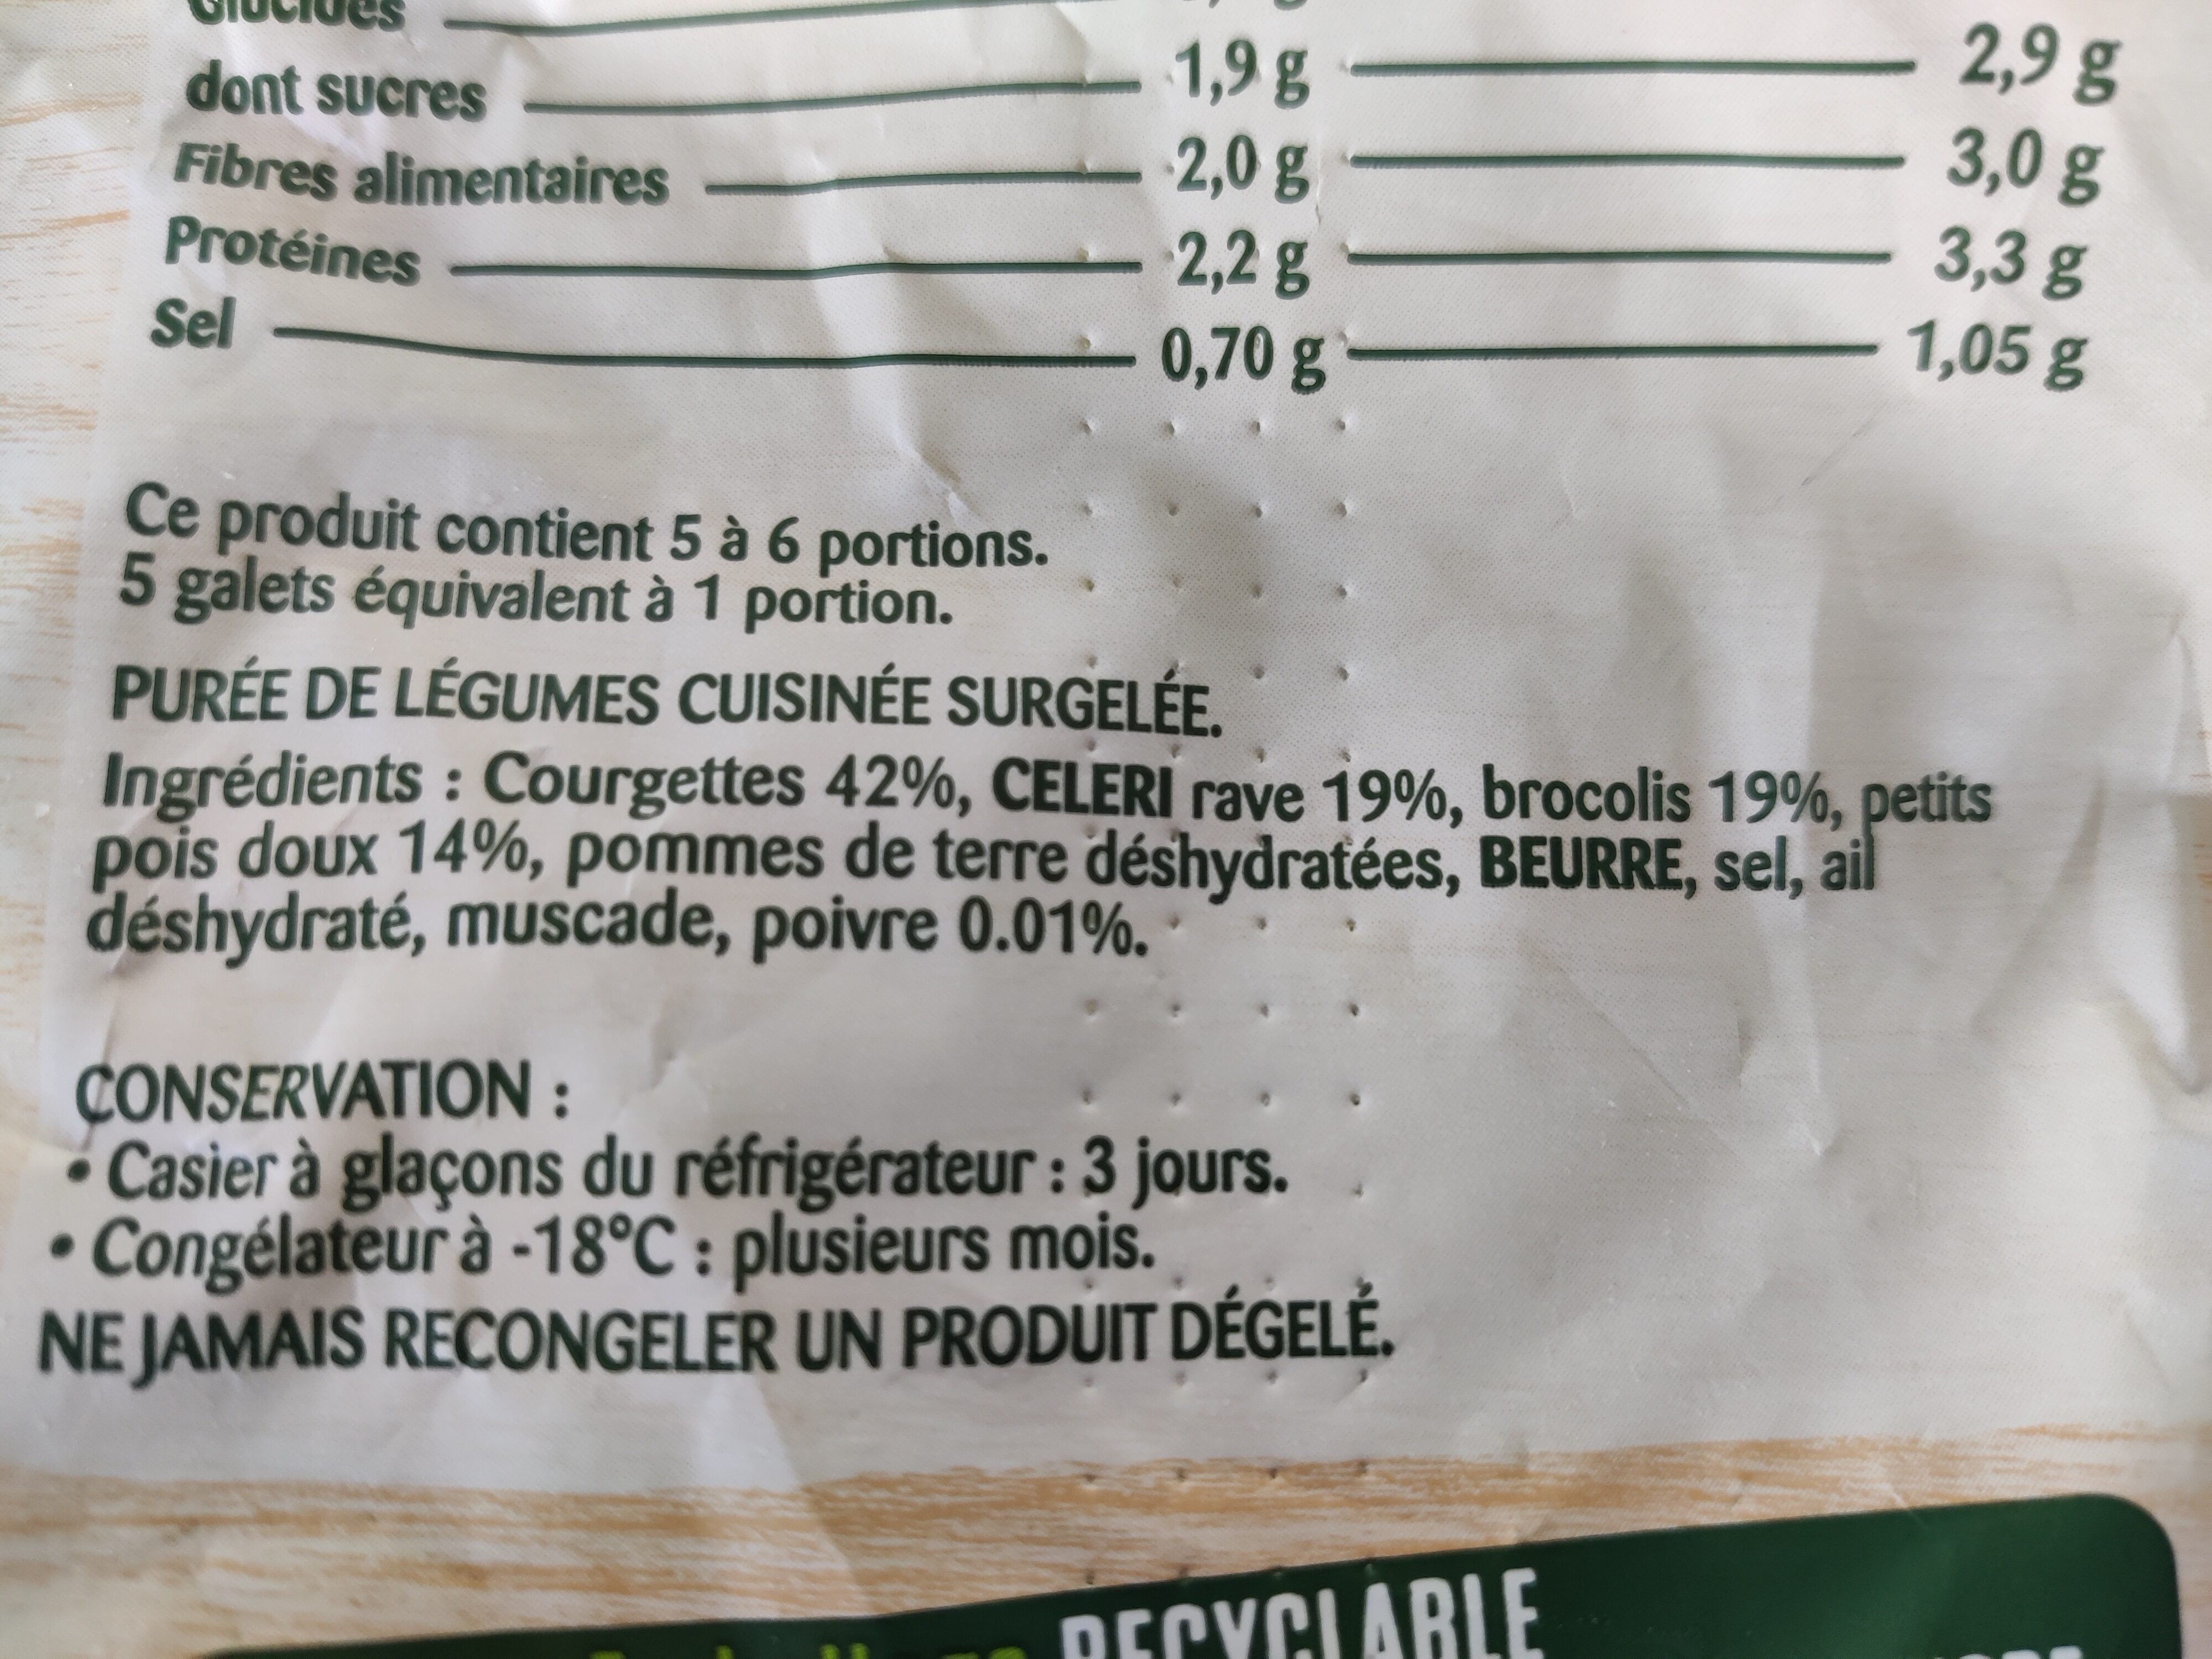 Glucides
dont sucres 1,9 g 2,9 g
Fibres alimentaires 2,0 g 3,0 g
Protéines 2,2 g 3,3 g
Sel 0,70 g 1,05 g
Ce produit contient 5 à 6 portions.
5 galets équivalent à 1 portion.
PURÉE DE LÉGUMES CUISINÉE SURGELÉE.
Ingrédients : Courgettes 42%, CELERI rave 19%, brocolis 19%, petits
pois doux 14%, pommes de terre déshydratées, BEURRE, sel, ail
déshydraté, muscade, poivre 0.01%.
CONSERVATION :
• Casier à glaçons du réfrigérateur : 3 jours.
• Congélateur à -18°C : plusieurs mois.
NE JAMAIS RECONGELER UN PRODUIT DÉGELÉ.
RECYCLABLE